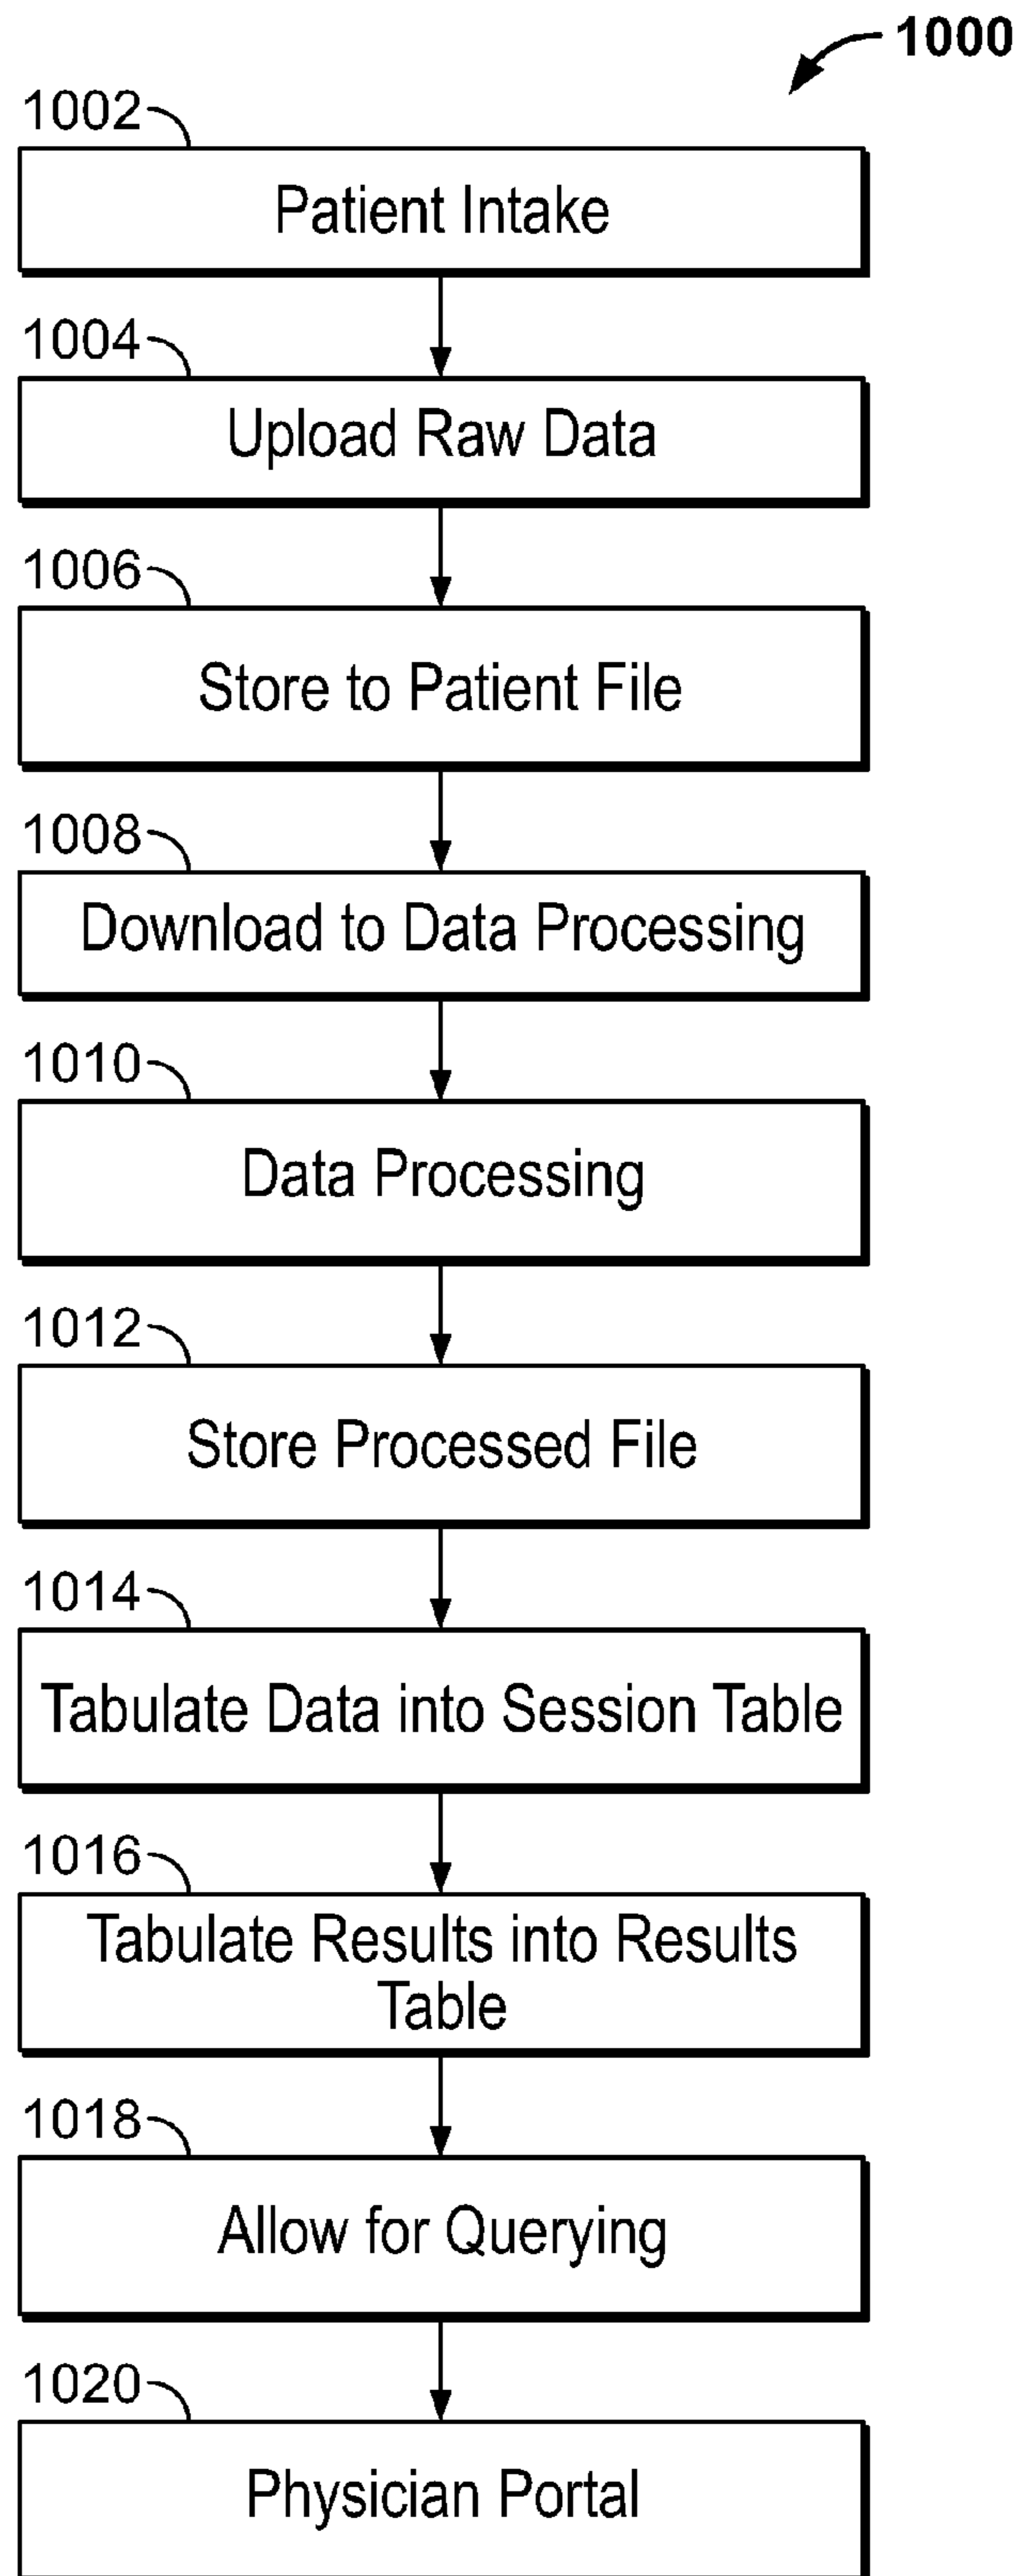 1000
1002
Patient Intake
1004
Upload Raw Data
1006
Store to Patient File
1008
Download to Data Processing
1010
Data Processing
1012
Store Processed File
1014
Tabulate Data into Session Table
1016
Tabulate Results into Results
Table
1018
Allow for Querying
1020
Physician Portal